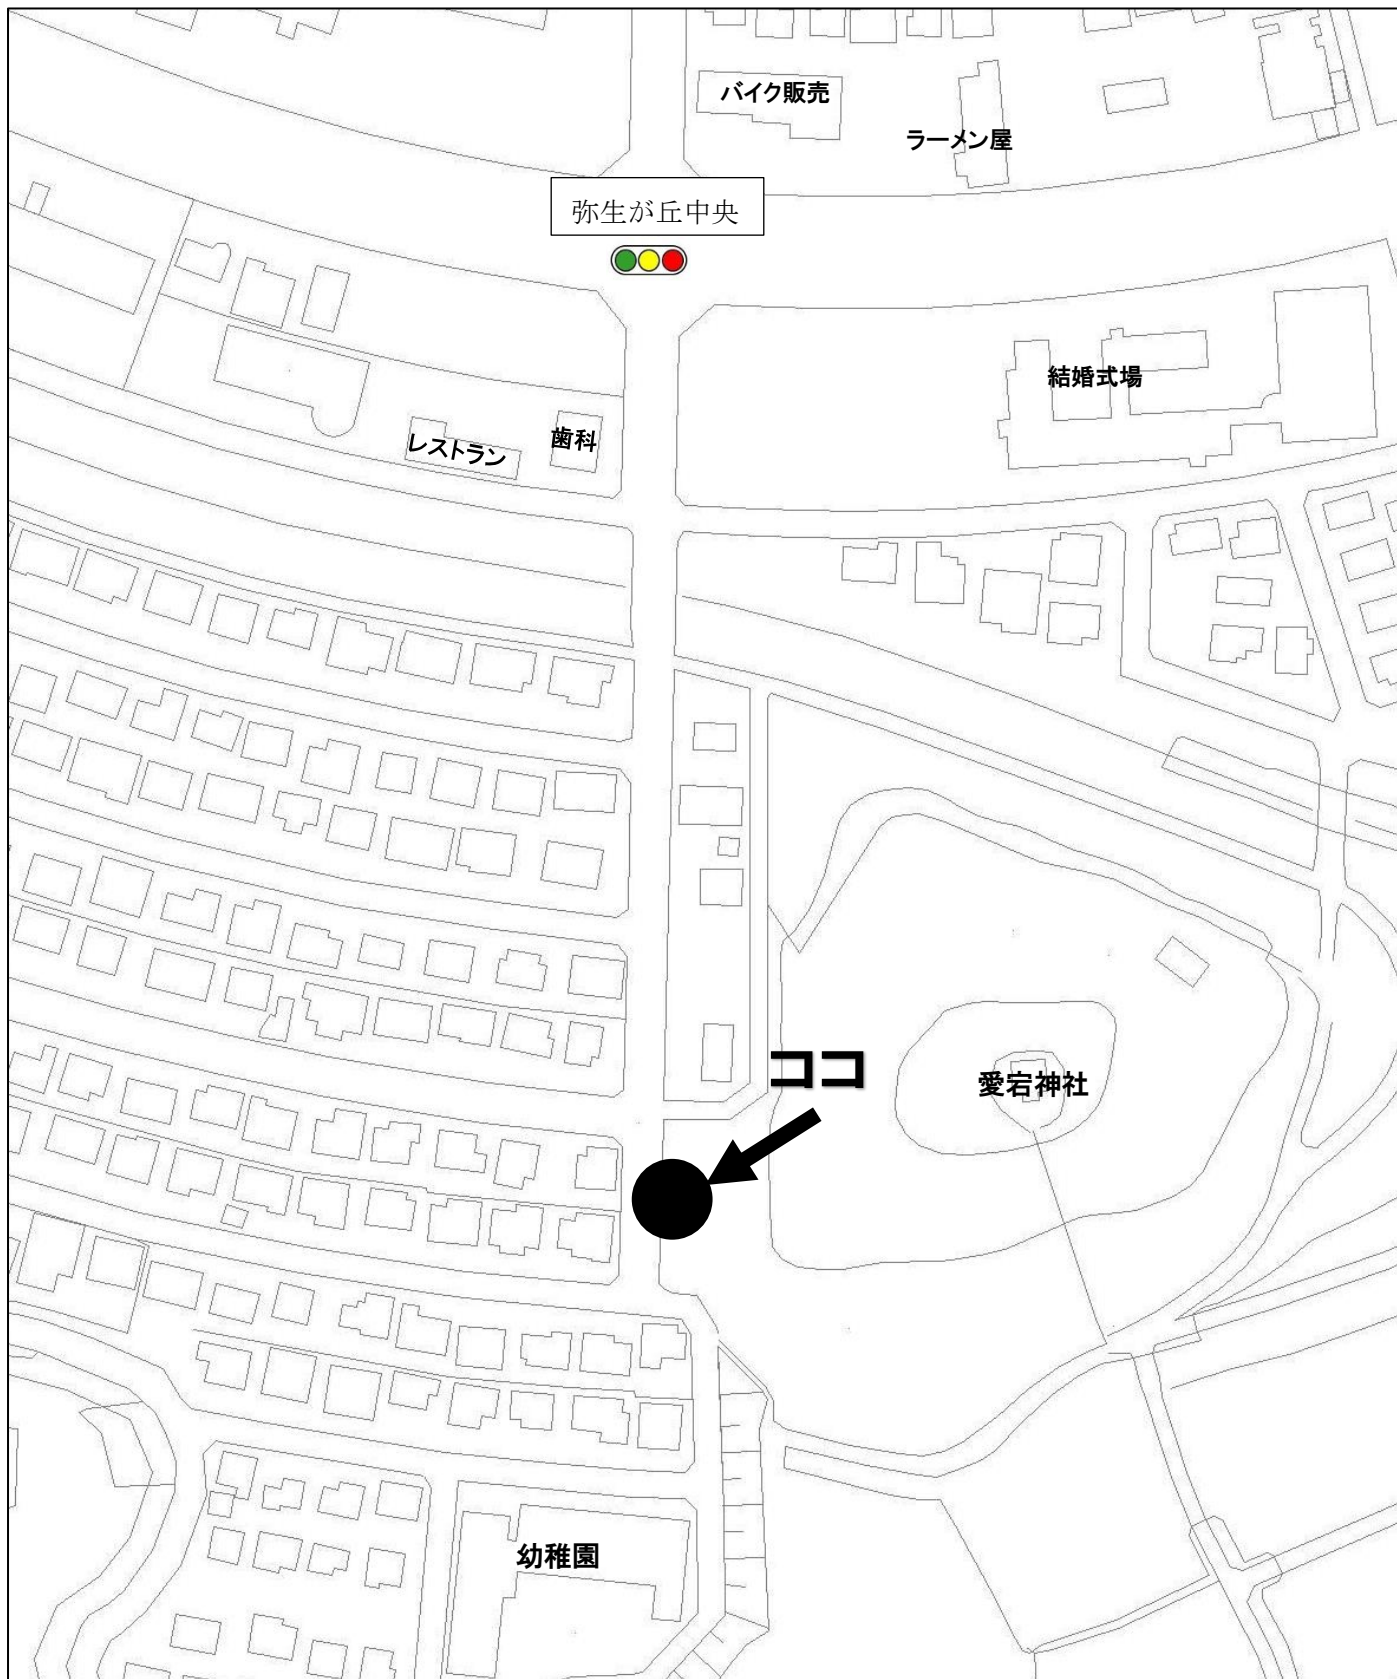 バイク販売
ラーメン屋
弥生が丘中央
結婚式場
レストラン
歯科
ココ
愛宕神社
幼稚園